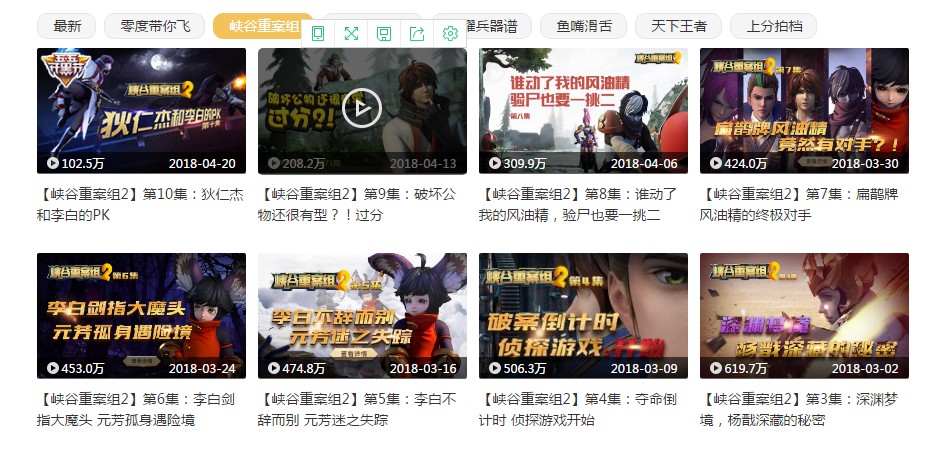 最新
零度带你飞
峡谷重案组
耀兵器谱
鱼嘴滑舌
天下王者
上分拍档
峡谷重案组2
狄仁杰和李白的PK
第十集
102.5万
2018-04-20
【峡谷重案组2】第10集：狄仁杰
和李白的PK
破坏公物还很有型
过分?!
208.2万
2018-04-13
【峡谷重案组2】第9集：破坏公
物还很有型？！过分
峡谷重案组2
谁动了我的风油精
验尸也要一挑二
第八集
309.9万
2018-04-06
【峡谷重案组2】第8集：谁动了
我的风油精，验尸也要一挑二
峡谷重案组2
第7集
扁鹊牌风油精
竟然有对手?!
查看详情
424.0万
2018-03-30
【峡谷重案组2】第7集：扁鹊牌
风油精的终极对手
峡谷重案组2 第6集
李白剑指大魔头
元芳孤身遇险境
查看详情
453.0万
2018-03-24
【峡谷重案组2】第6集：李白剑
指大魔头 元芳孤身遇险境
峡谷重案组2 第5集
李白不辞而别
元芳迷之失踪
查看详情
474.8万
2018-03-16
【峡谷重案组2】第5集：李白不
辞而别 元芳迷之失踪
峡谷重案组2 第4集
破案倒计时
侦探游戏 开始
506.3万
2018-03-09
【峡谷重案组2】第4集：夺命倒
计时 侦探游戏开始
峡谷重案组2 第3集
深渊梦境
杨戬深藏的秘密
619.7万
2018-03-02
【峡谷重案组2】第3集：深渊梦
境，杨戬深藏的秘密